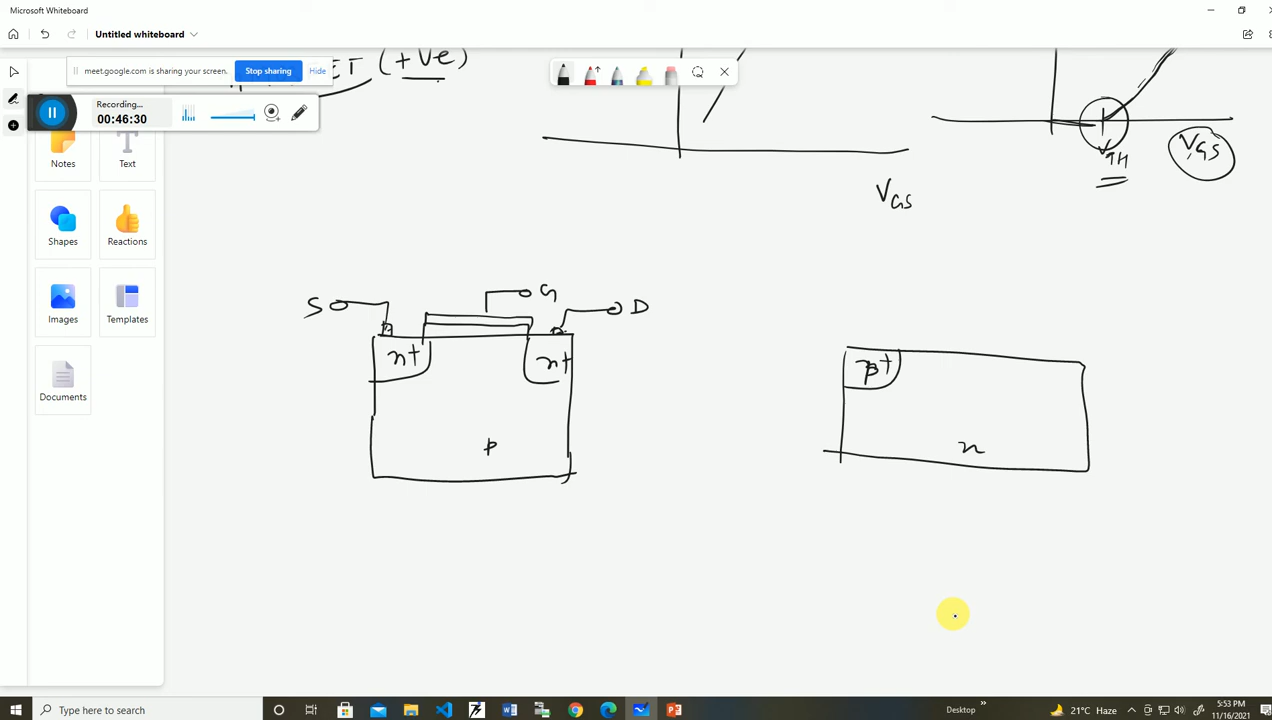 Microsoft Whiteboard
Untitled whiteboard
meet.google.com is sharing your screen.
Stop sharing
Hide
ET (+ve)
Recording...
00:46:30
Notes
Text
Shapes
Reactions
Images
Templates
Documents
VGS
VTH
VGS
S
G
D
n+
n+
p
p+
n
Type here to search
Desktop
21°C Haze
5:53 PM
11/16/2021